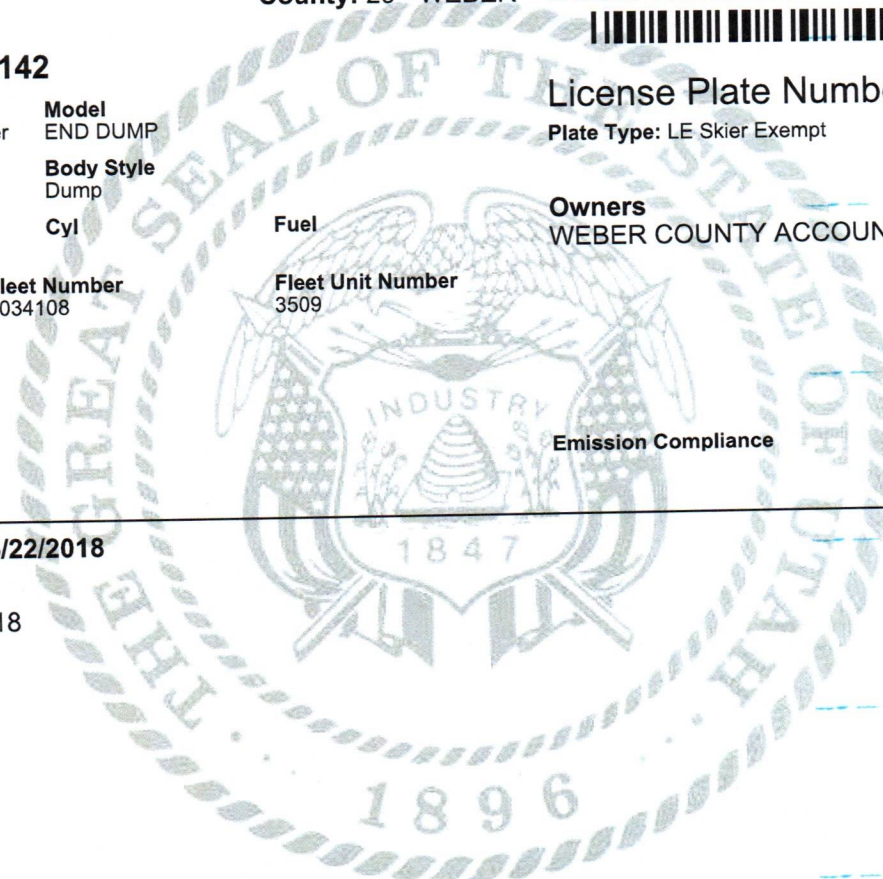 142
License Plate Numb
Model
END DUMP
Plate Type: LE Skier Exempt
Body Style
Dump
Owners
WEBER COUNTY ACCOUN
Cyl
Fuel
leet Number
034108
Fleet Unit Number
3509
Emission Compliance
/22/2018
18
THE GREAT SEAL OF THE STATE OF UTAH
INDUSTRY
1847
1896